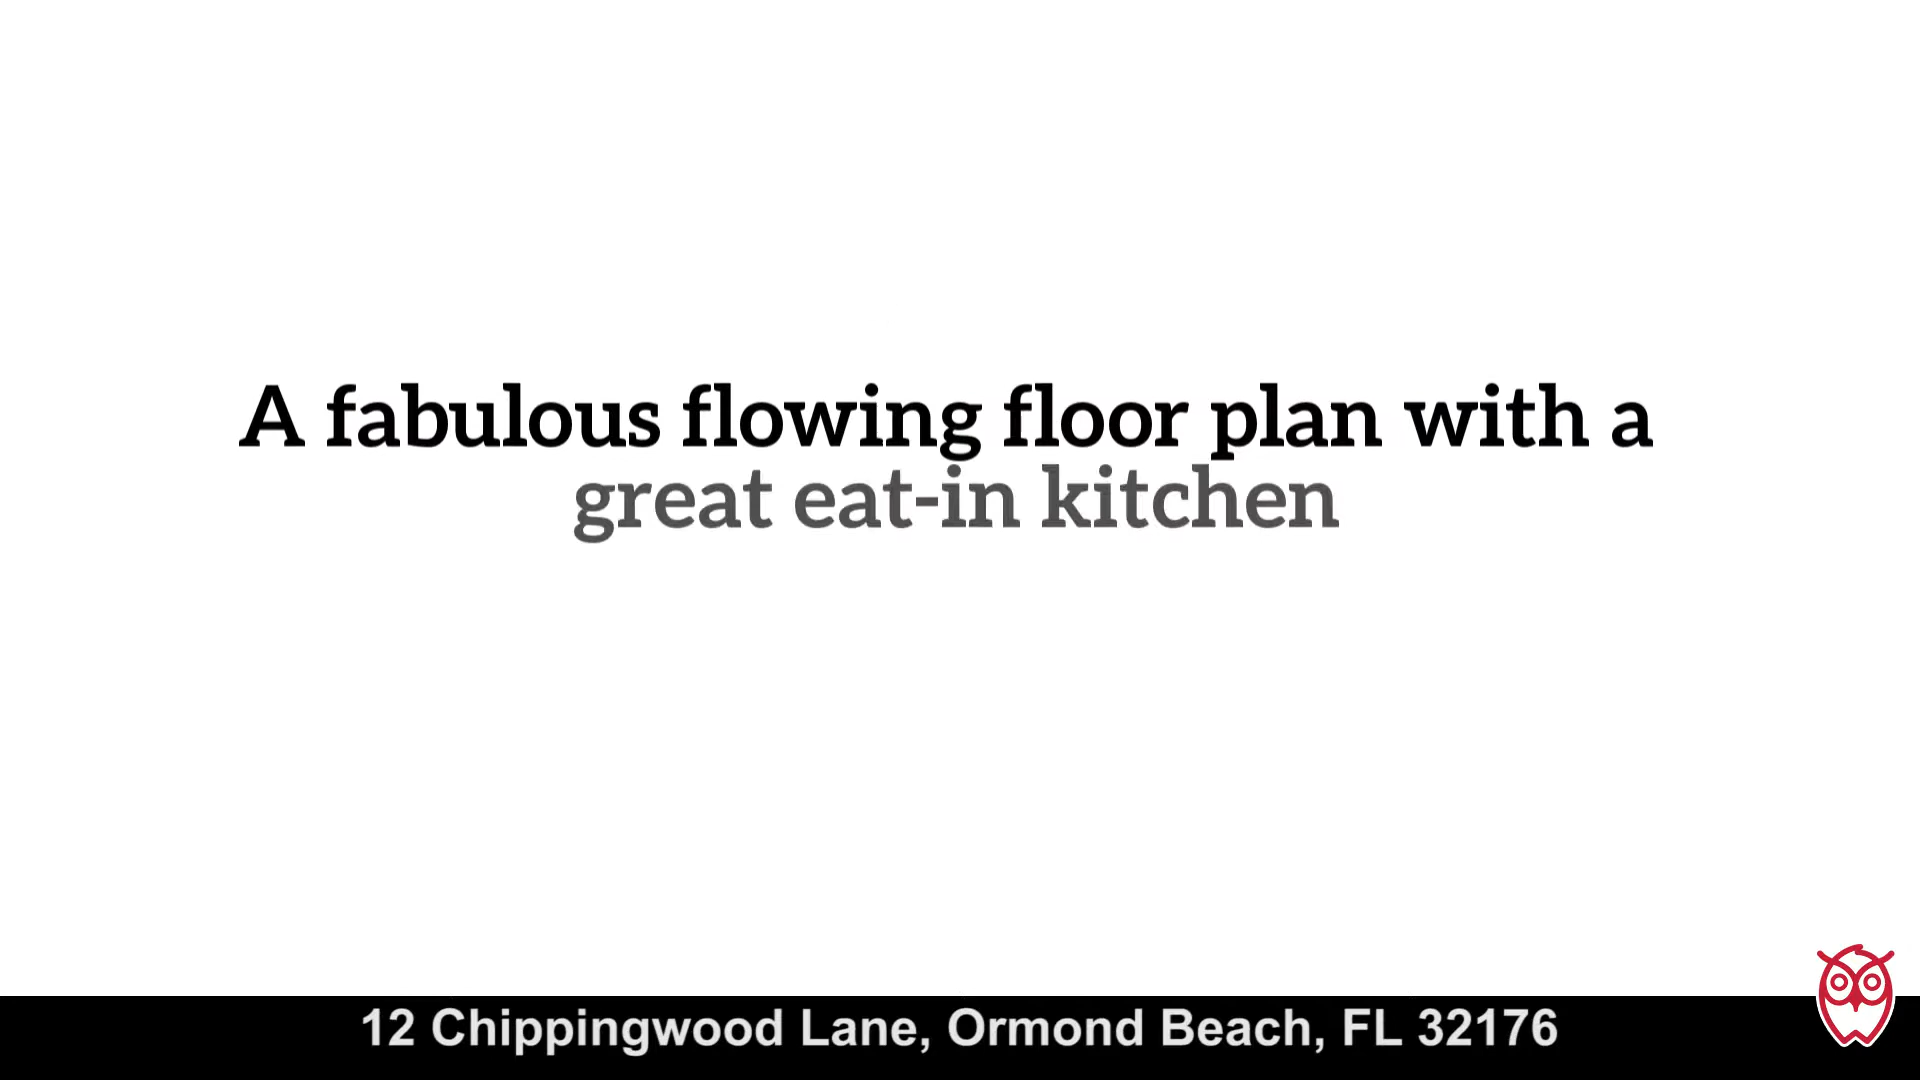 A fabulous flowing floor plan with a
great eat-in kitchen
12 Chippingwood Lane, Ormond Beach, FL 32176